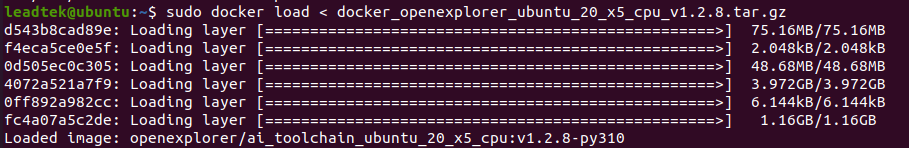 leadtek@ubuntu:~$ sudo docker load < docker_openexplorer_ubuntu_20_x5_cpu_v1.2.8.tar.gz
d543b8cad89e: Loading layer [==================================================>]  75.16MB/75.16MB
f4eca5ce0e5f: Loading layer [==================================================>]  2.048kB/2.048kB
0d505ec0c305: Loading layer [==================================================>]  48.68MB/48.68MB
4072a521a7f9: Loading layer [==================================================>]  3.972GB/3.972GB
0ff892a982cc: Loading layer [==================================================>]  6.144kB/6.144kB
fc4a07a5c2de: Loading layer [==================================================>]   1.16GB/1.16GB
Loaded image: openexplorer/ai_toolchain_ubuntu_20_x5_cpu:v1.2.8-py310